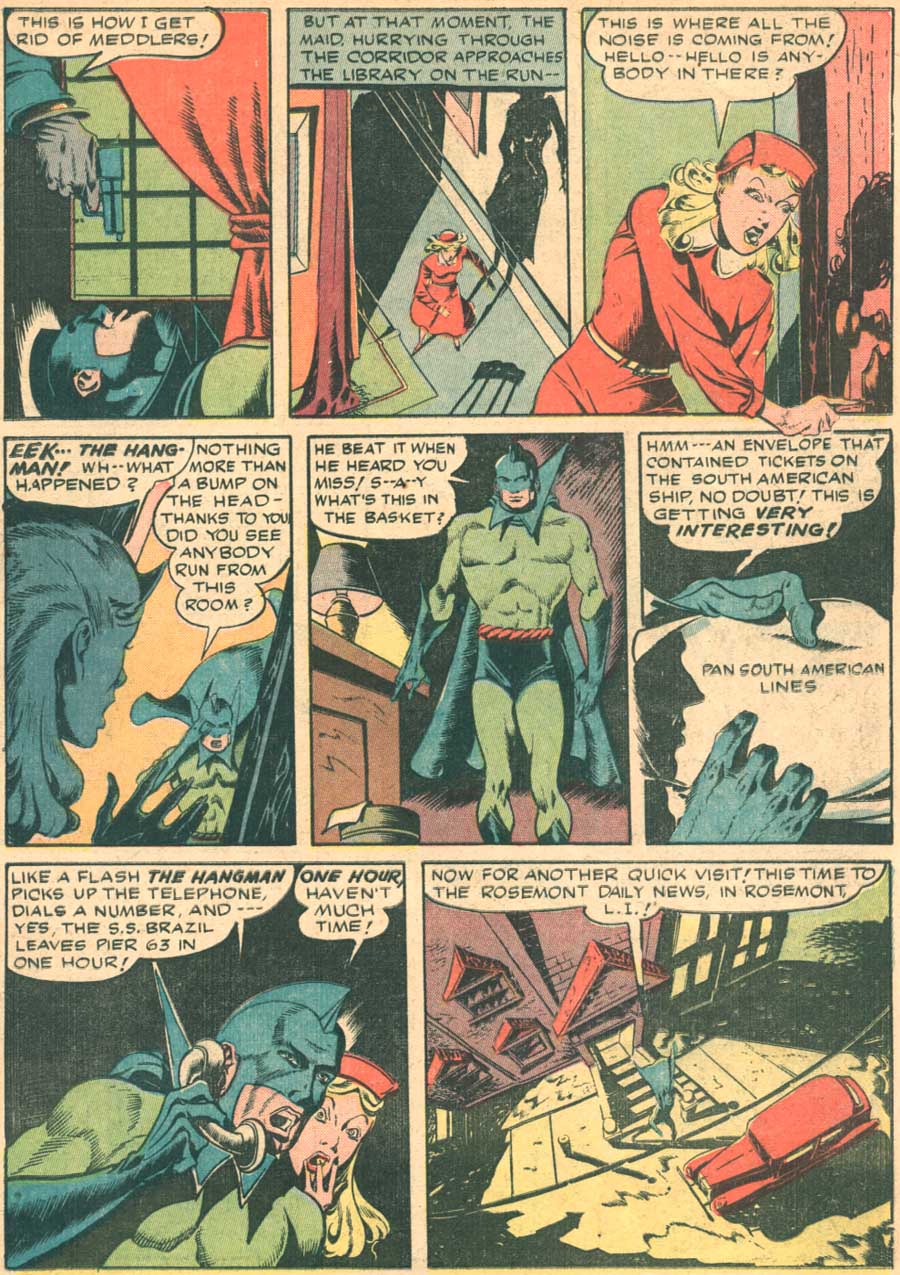 THIS IS HOW I GET
RID OF MEDDLERS!
BUT AT THAT MOMENT, THE
MAID, HURRYING THROUGH
THE CORRIDOR APPROACHES
THE LIBRARY ON THE RUN--
THIS IS WHERE ALL THE
NOISE IS COMING FROM!
HELLO--HELLO IS ANY-
BODY IN THERE?
EEK... THE HANG-
MAN! WH--WHAT
HAPPENED?
NOTHING
MORE THAN
A BUMP ON
THE HEAD-
THANKS TO YOU
DID YOU SEE
ANYBODY
RUN FROM
THIS
ROOM?
HE BEAT IT WHEN
HE HEARD YOU
MISS! S--A--Y
WHAT'S THIS IN
THE BASKET?
HMM---AN ENVELOPE THAT
CONTAINED TICKETS ON
THE SOUTH AMERICAN
SHIP, NO DOUBT! THIS IS
GETTING VERY
INTERESTING!
PAN SOUTH AMERICAN
LINES
LIKE A FLASH THE HANGMAN
PICKS UP THE TELEPHONE,
DIALS A NUMBER, AND ---
YES, THE S.S. BRAZIL
LEAVES PIER 63 IN
ONE HOUR!
ONE HOUR,
HAVEN'T
MUCH
TIME!
NOW FOR ANOTHER QUICK VISIT! THIS TIME TO
THE ROSEMONT DAILY NEWS, IN ROSEMONT,
L.I.!